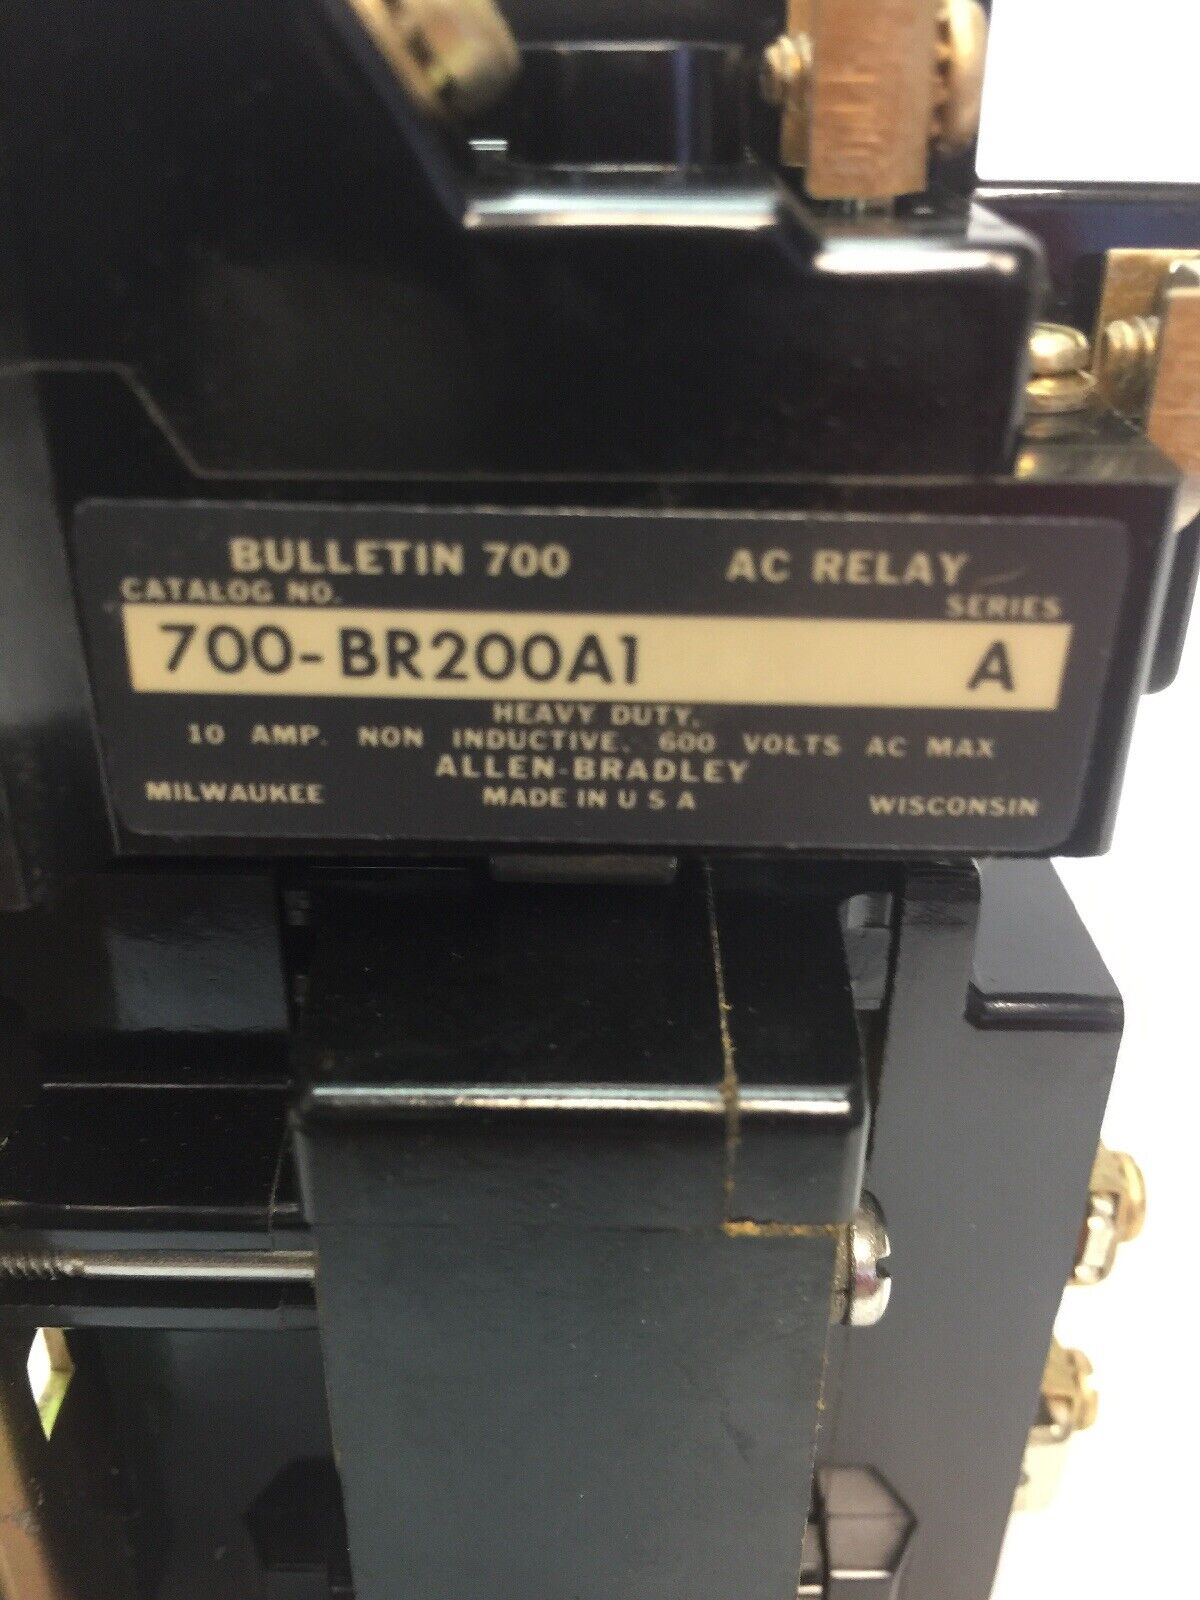 BULLETIN 700 AC RELAY
CATALOG NO. SERIES
700-BR200A1 A
HEAVY DUTY.
10 AMP. NON INDUCTIVE. 600 VOLTS AC MAX
ALLEN-BRADLEY
MILWAUKEE MADE IN U S A WISCONSIN